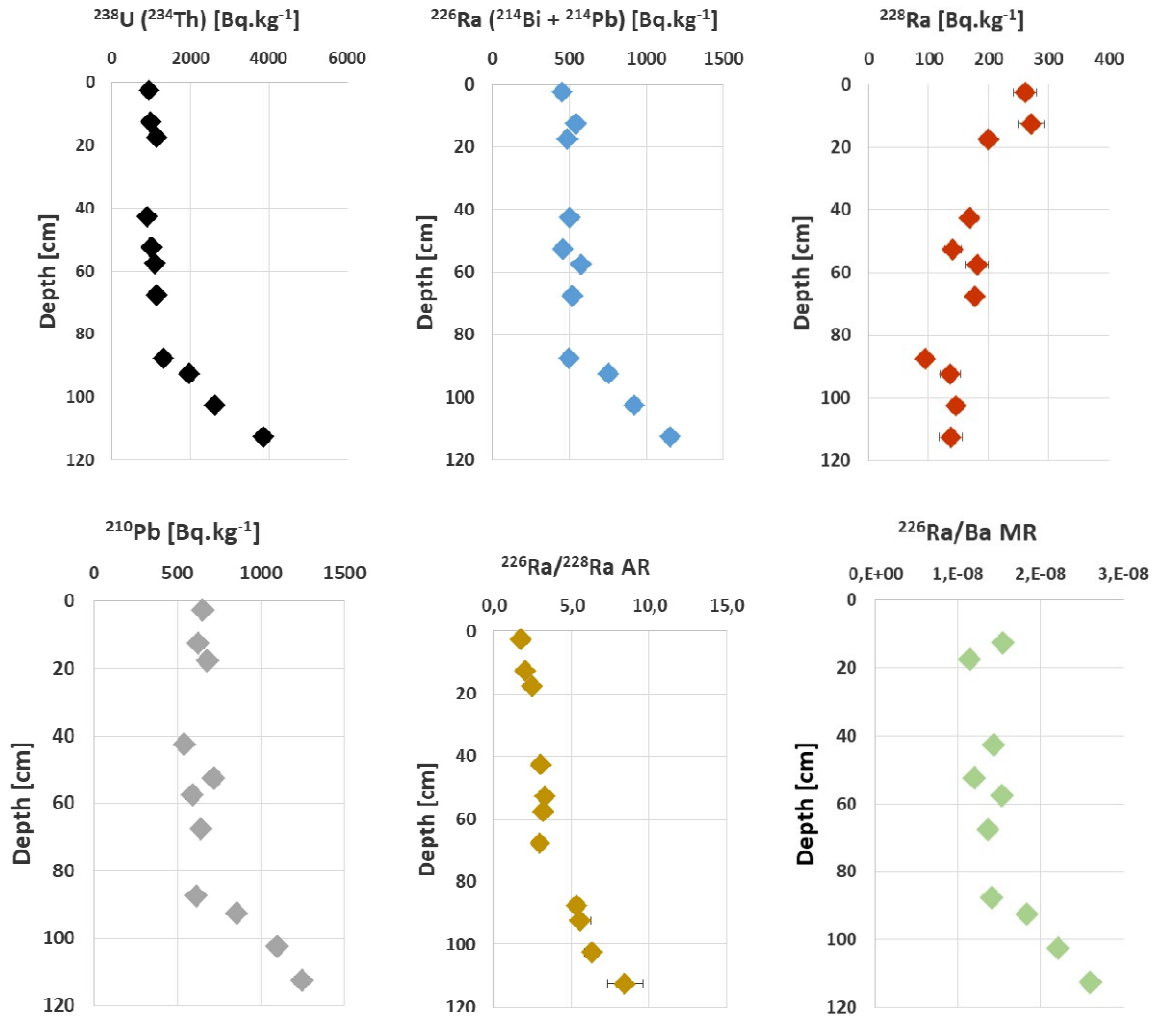 ²³⁸U (²³⁴Th) [Bq.kg⁻¹]
0 2000 4000 6000
0
20
40
60
80
100
120
Depth [cm]
²²⁶Ra (²¹⁴Bi + ²¹⁴Pb) [Bq.kg⁻¹]
0 500 1000 1500
0
20
40
60
80
100
120
Depth [cm]
²²⁸Ra [Bq.kg⁻¹]
0 100 200 300 400
0
20
40
60
80
100
120
Depth [cm]
²¹⁰Pb [Bq.kg⁻¹]
0 500 1000 1500
0
20
40
60
80
100
120
Depth [cm]
²²⁶Ra/²²⁸Ra AR
0,0 5,0 10,0 15,0
0
20
40
60
80
100
120
Depth [cm]
²²⁶Ra/Ba MR
0,E+00 1,E-08 2,E-08 3,E-08
0
20
40
60
80
100
120
Depth [cm]